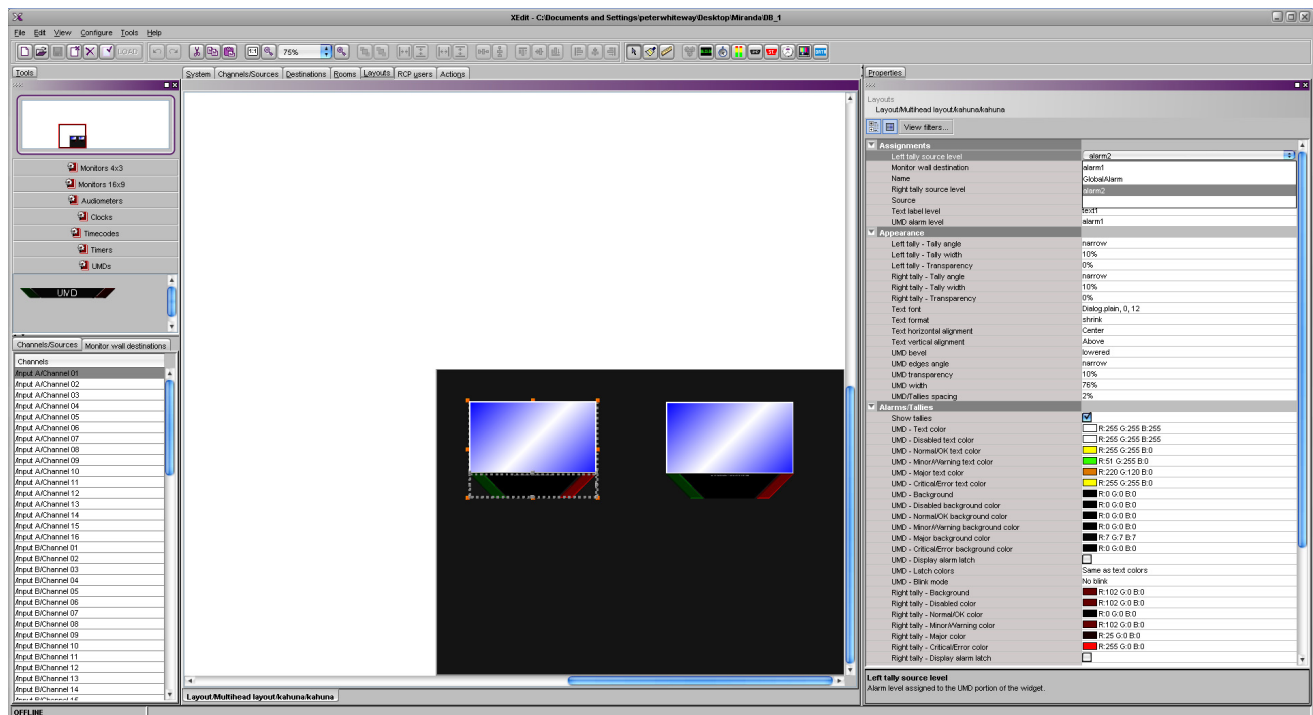 XEdit - C:\Documents and Settings\peterwhiteway\Desktop\Miranda\DB_1
File Edit View Configure Tools Help
LOAD 75%
Tools
System Channels/Sources Destinations Rooms Layouts RCP users Actions
Properties
Layouts
Layout/Multihead layout/kahuna/kahuna
View filters...
Monitors 4x3
Monitors 16x9
Audiometers
Clocks
Timecodes
Timers
UMDs
UMD
Channels/Sources Monitor wall destinations
Channels
/Input A/Channel 01
/Input A/Channel 02
/Input A/Channel 03
/Input A/Channel 04
/Input A/Channel 05
/Input A/Channel 06
/Input A/Channel 07
/Input A/Channel 08
/Input A/Channel 09
/Input A/Channel 10
/Input A/Channel 11
/Input A/Channel 12
/Input A/Channel 13
/Input A/Channel 14
/Input A/Channel 15
/Input A/Channel 16
/Input B/Channel 01
/Input B/Channel 02
/Input B/Channel 03
/Input B/Channel 04
/Input B/Channel 05
/Input B/Channel 06
/Input B/Channel 07
/Input B/Channel 08
/Input B/Channel 09
/Input B/Channel 10
/Input B/Channel 11
/Input B/Channel 12
/Input B/Channel 13
/Input B/Channel 14
/Input B/Channel 15
Layout/Multihead layout/kahuna/kahuna
OFFLINE
Assignments
Left tally source level alarm2
Monitor wall destination alarm1
Name GlobalAlarm
Right tally source level alarm2
Source
Text label level text1
UMD alarm level alarm1
Appearance
Left tally - Tally angle narrow
Left tally - Tally width 10%
Left tally - Transparency 0%
Right tally - Tally angle narrow
Right tally - Tally width 10%
Right tally - Transparency 0%
Text font Dialog.plain, 0, 12
Text format shrink
Text horizontal alignment Center
Text vertical alignment Above
UMD bevel lowered
UMD edges angle narrow
UMD transparency 10%
UMD width 76%
UMD/Tallies spacing 2%
Alarms/Tallies
Show tallies
UMD - Text color R:255 G:255 B:255
UMD - Disabled text color R:255 G:255 B:255
UMD - Normal/OK text color R:255 G:255 B:0
UMD - Minor/Warning text color R:51 G:255 B:0
UMD - Major text color R:220 G:120 B:0
UMD - Critical/Error text color R:255 G:255 B:0
UMD - Background R:0 G:0 B:0
UMD - Disabled background color R:0 G:0 B:0
UMD - Normal/OK background color R:0 G:0 B:0
UMD - Minor/Warning background color R:0 G:0 B:0
UMD - Major background color R:7 G:7 B:7
UMD - Critical/Error background color R:0 G:0 B:0
UMD - Display alarm latch
UMD - Latch colors Same as text colors
UMD - Blink mode No blink
Right tally - Background R:102 G:0 B:0
Right tally - Disabled color R:102 G:0 B:0
Right tally - Normal/OK color R:0 G:0 B:0
Right tally - Minor/Warning color R:102 G:0 B:0
Right tally - Major color R:25 G:0 B:0
Right tally - Critical/Error color R:255 G:0 B:0
Right tally - Display alarm latch
Left tally source level
Alarm level assigned to the UMD portion of the widget.